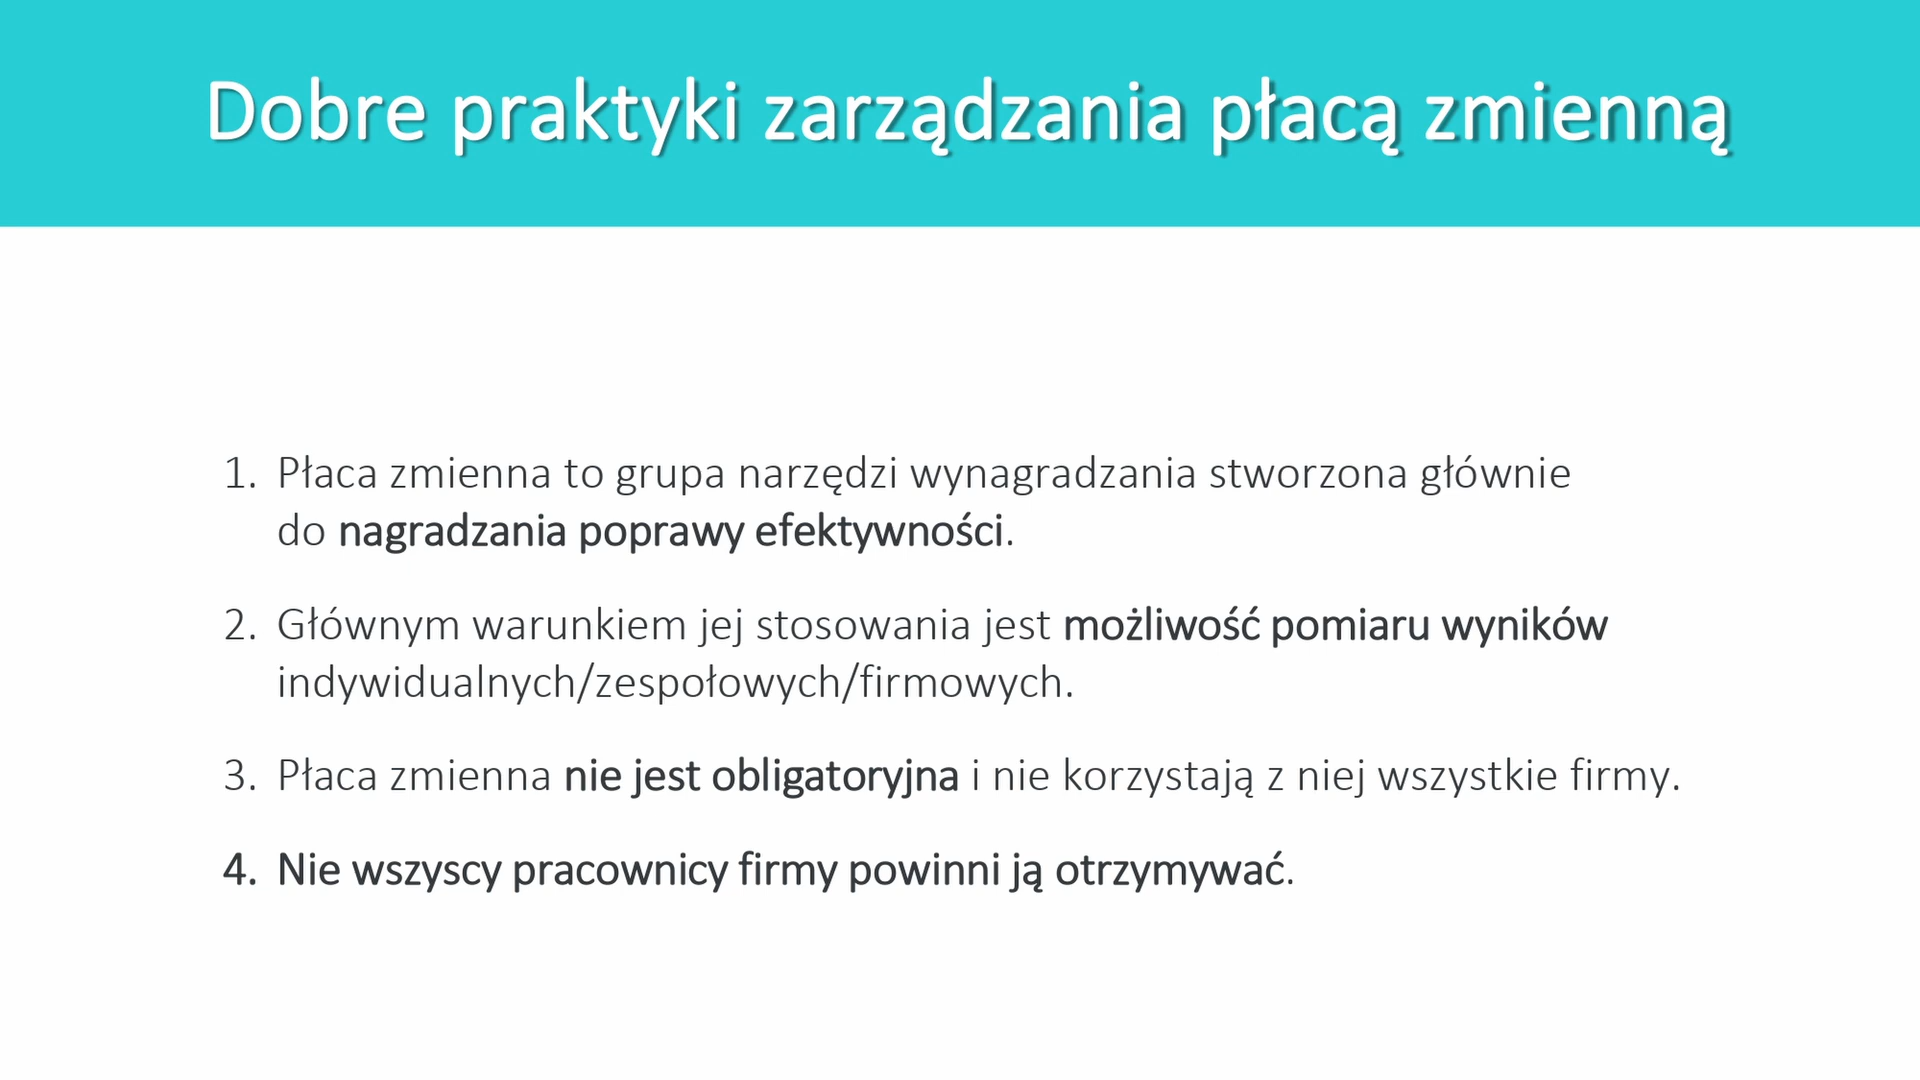 Dobre praktyki zarządzania płacą zmienną
1. Płaca zmienna to grupa narzędzi wynagradzania stworzona głównie
do nagradzania poprawy efektywności.
2. Głównym warunkiem jej stosowania jest możliwość pomiaru wyników
indywidualnych/zespołowych/firmowych.
3. Płaca zmienna nie jest obligatoryjna i nie korzystają z niej wszystkie firmy.
4. Nie wszyscy pracownicy firmy powinni ją otrzymywać.